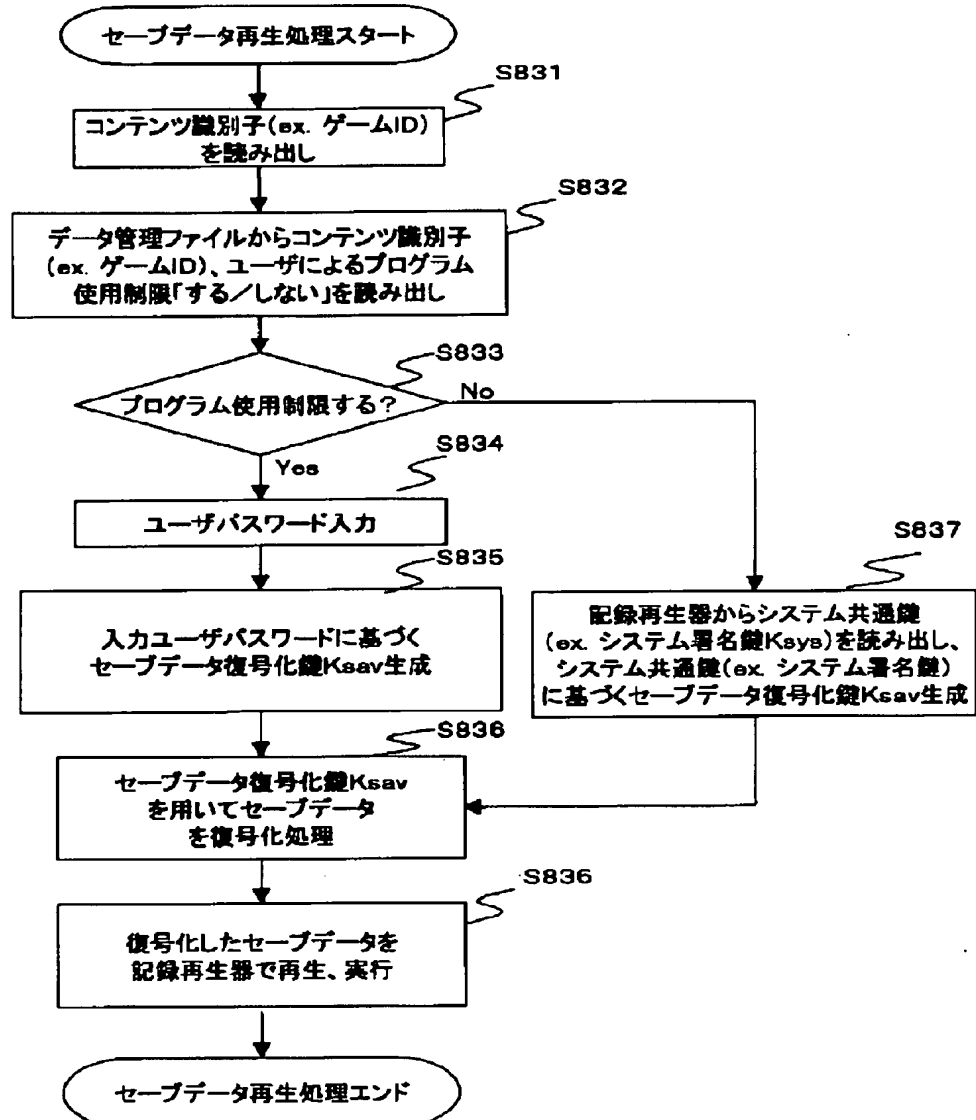 セーブデータ再生処理スタート
S831
コンテンツ識別子(ex. ゲームID)
を読み出し
S832
データ管理ファイルからコンテンツ識別子
(ex. ゲームID)、ユーザによるプログラム
使用制限「する／しない」を読み出し
S833
プログラム使用制限する?
No
Yes
S834
ユーザパスワード入力
S835
入力ユーザパスワードに基づく
セーブデータ復号化鍵Ksav生成
S837
記録再生器からシステム共通鍵
(ex. システム署名鍵Ksys)を読み出し、
システム共通鍵(ex. システム署名鍵)
に基づくセーブデータ復号化鍵Ksav生成
S836
セーブデータ復号化鍵Ksav
を用いてセーブデータ
を復号化処理
S836
復号化したセーブデータを
記録再生器で再生、実行
セーブデータ再生処理エンド